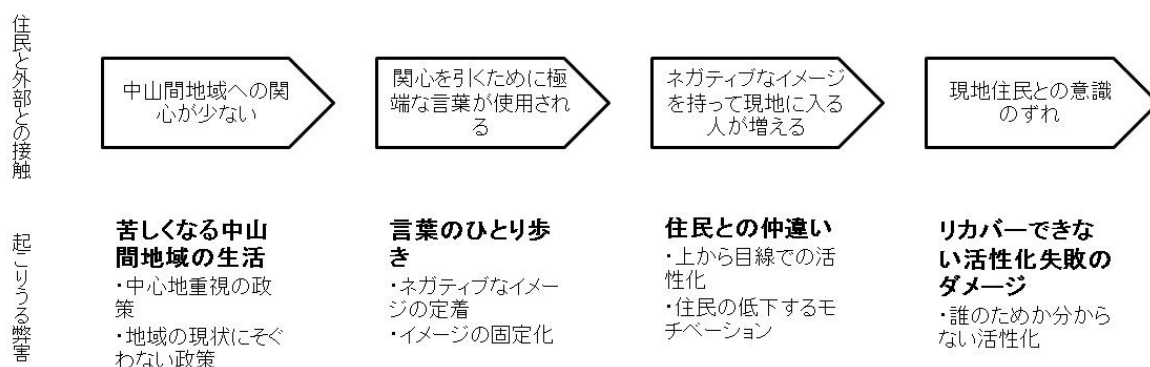 住民と外部との接触
中山間地域への関
心が少ない
関心を引くために極
端な言葉が使用され
る
ネガティブなイメージ
を持って現地に入る
人が増える
現地住民との意識
のずれ
起こりうる弊害
苦しくなる中山
間地域の生活
・中心地重視の政
策
・地域の現状にそぐ
わない政策
言葉のひとり歩
き
・ネガティブなイメー
ジの定着
・イメージの固定化
住民との仲違い
・上から目線での活
性化
・住民の低下するモ
チベーション
リカバーできな
い活性化失敗の
ダメージ
・誰のためか分から
ない活性化